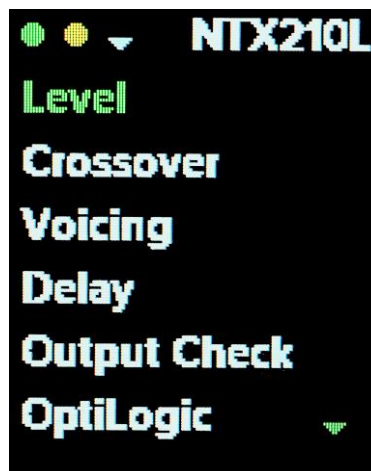 NTX210L
Level
Crossover
Voicing
Delay
Output Check
OptiLogic